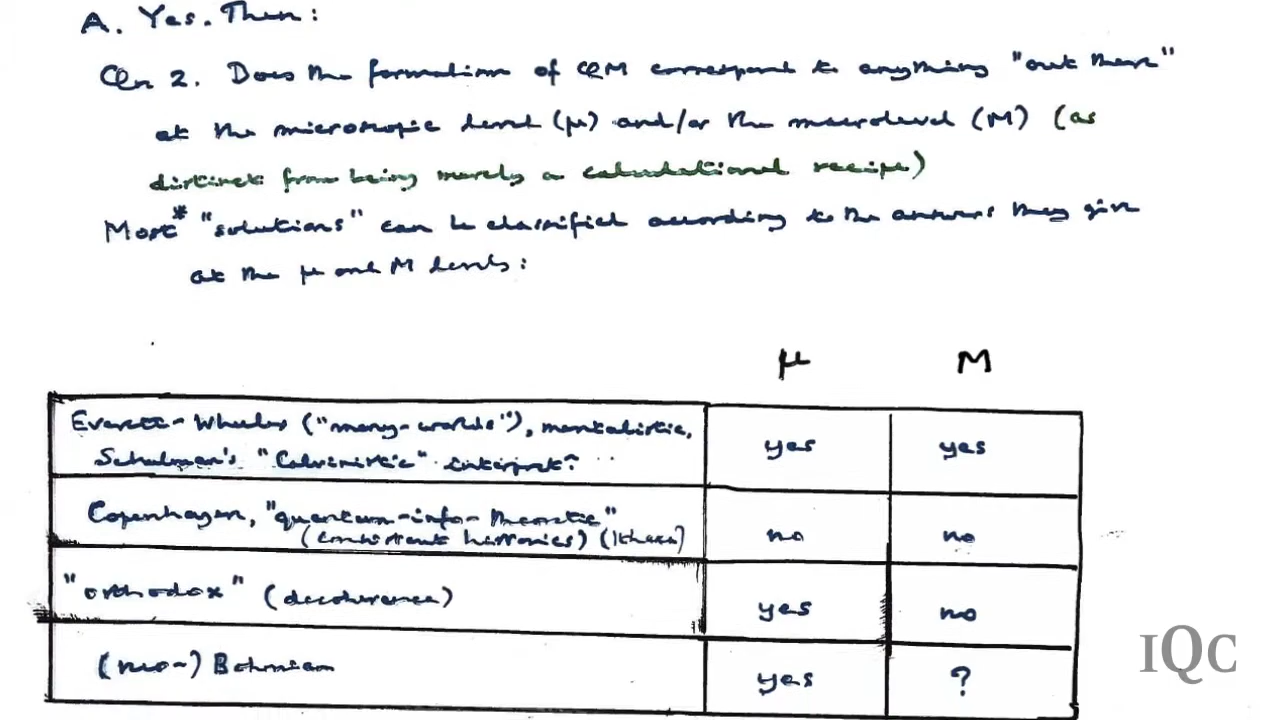 A. Yes. Then:
Qn 2. Does the formalism of QM correspond to anything "out there"
at the microscopic level (μ) and/or the macrolevel (M) (as
distinct from being merely a calculational recipe)
Most* "solutions" can be classified according to the answers they give
at the μ and M levels:
μ M
Everett-Wheeler ("many-worlds"), mentalistic,
Schulman's "Calvinistic" interpret?
yes yes
Copenhagen, "quantum-info-theoretic"
(consistent histories) (Ithaca)
no no
"orthodox" (decoherence) yes no
(neo-) Bohmian yes ?
IQC